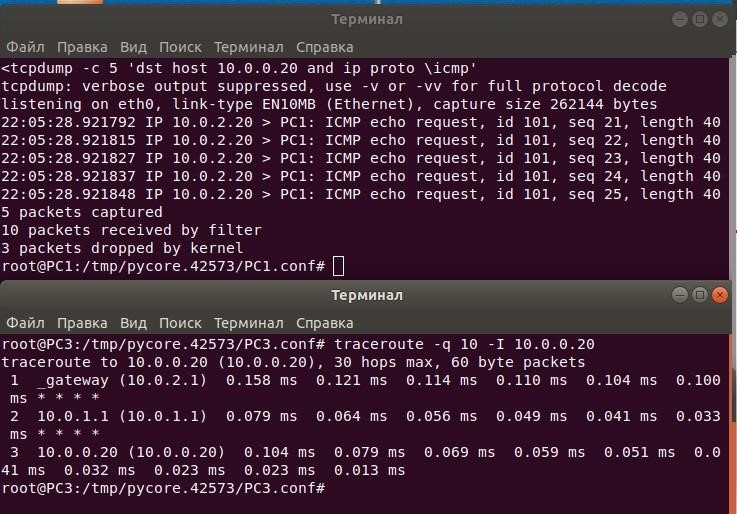 Терминал
Файл Правка Вид Поиск Терминал Справка
<tcpdump -c 5 'dst host 10.0.0.20 and ip proto \icmp'
tcpdump: verbose output suppressed, use -v or -vv for full protocol decode
listening on eth0, link-type EN10MB (Ethernet), capture size 262144 bytes
22:05:28.921792 IP 10.0.2.20 > PC1: ICMP echo request, id 101, seq 21, length 40
22:05:28.921815 IP 10.0.2.20 > PC1: ICMP echo request, id 101, seq 22, length 40
22:05:28.921827 IP 10.0.2.20 > PC1: ICMP echo request, id 101, seq 23, length 40
22:05:28.921837 IP 10.0.2.20 > PC1: ICMP echo request, id 101, seq 24, length 40
22:05:28.921848 IP 10.0.2.20 > PC1: ICMP echo request, id 101, seq 25, length 40
5 packets captured
10 packets received by filter
3 packets dropped by kernel
root@PC1:/tmp/pycore.42573/PC1.conf#
Терминал
Файл Правка Вид Поиск Терминал Справка
root@PC3:/tmp/pycore.42573/PC3.conf# traceroute -q 10 -I 10.0.0.20
traceroute to 10.0.0.20 (10.0.0.20), 30 hops max, 60 byte packets
1 _gateway (10.0.2.1) 0.158 ms 0.121 ms 0.114 ms 0.110 ms 0.104 ms 0.100
ms * * * *
2 10.0.1.1 (10.0.1.1) 0.079 ms 0.064 ms 0.056 ms 0.049 ms 0.041 ms 0.033
ms * * * *
3 10.0.0.20 (10.0.0.20) 0.104 ms 0.079 ms 0.069 ms 0.059 ms 0.051 ms 0.0
41 ms 0.032 ms 0.023 ms 0.023 ms 0.013 ms
root@PC3:/tmp/pycore.42573/PC3.conf#